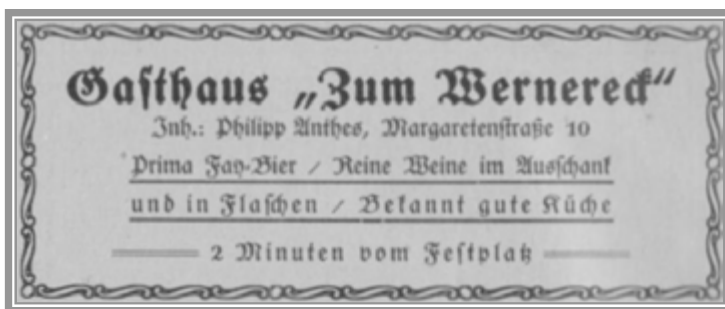 Gasthaus „Zum Wernereck“
Inh.: Philipp Anthes, Margaretenstraße 10
Prima Fay-Bier / Reine Weine im Ausschank
und in Flaschen / Bekannt gute Küche
2 Minuten vom Festplatz